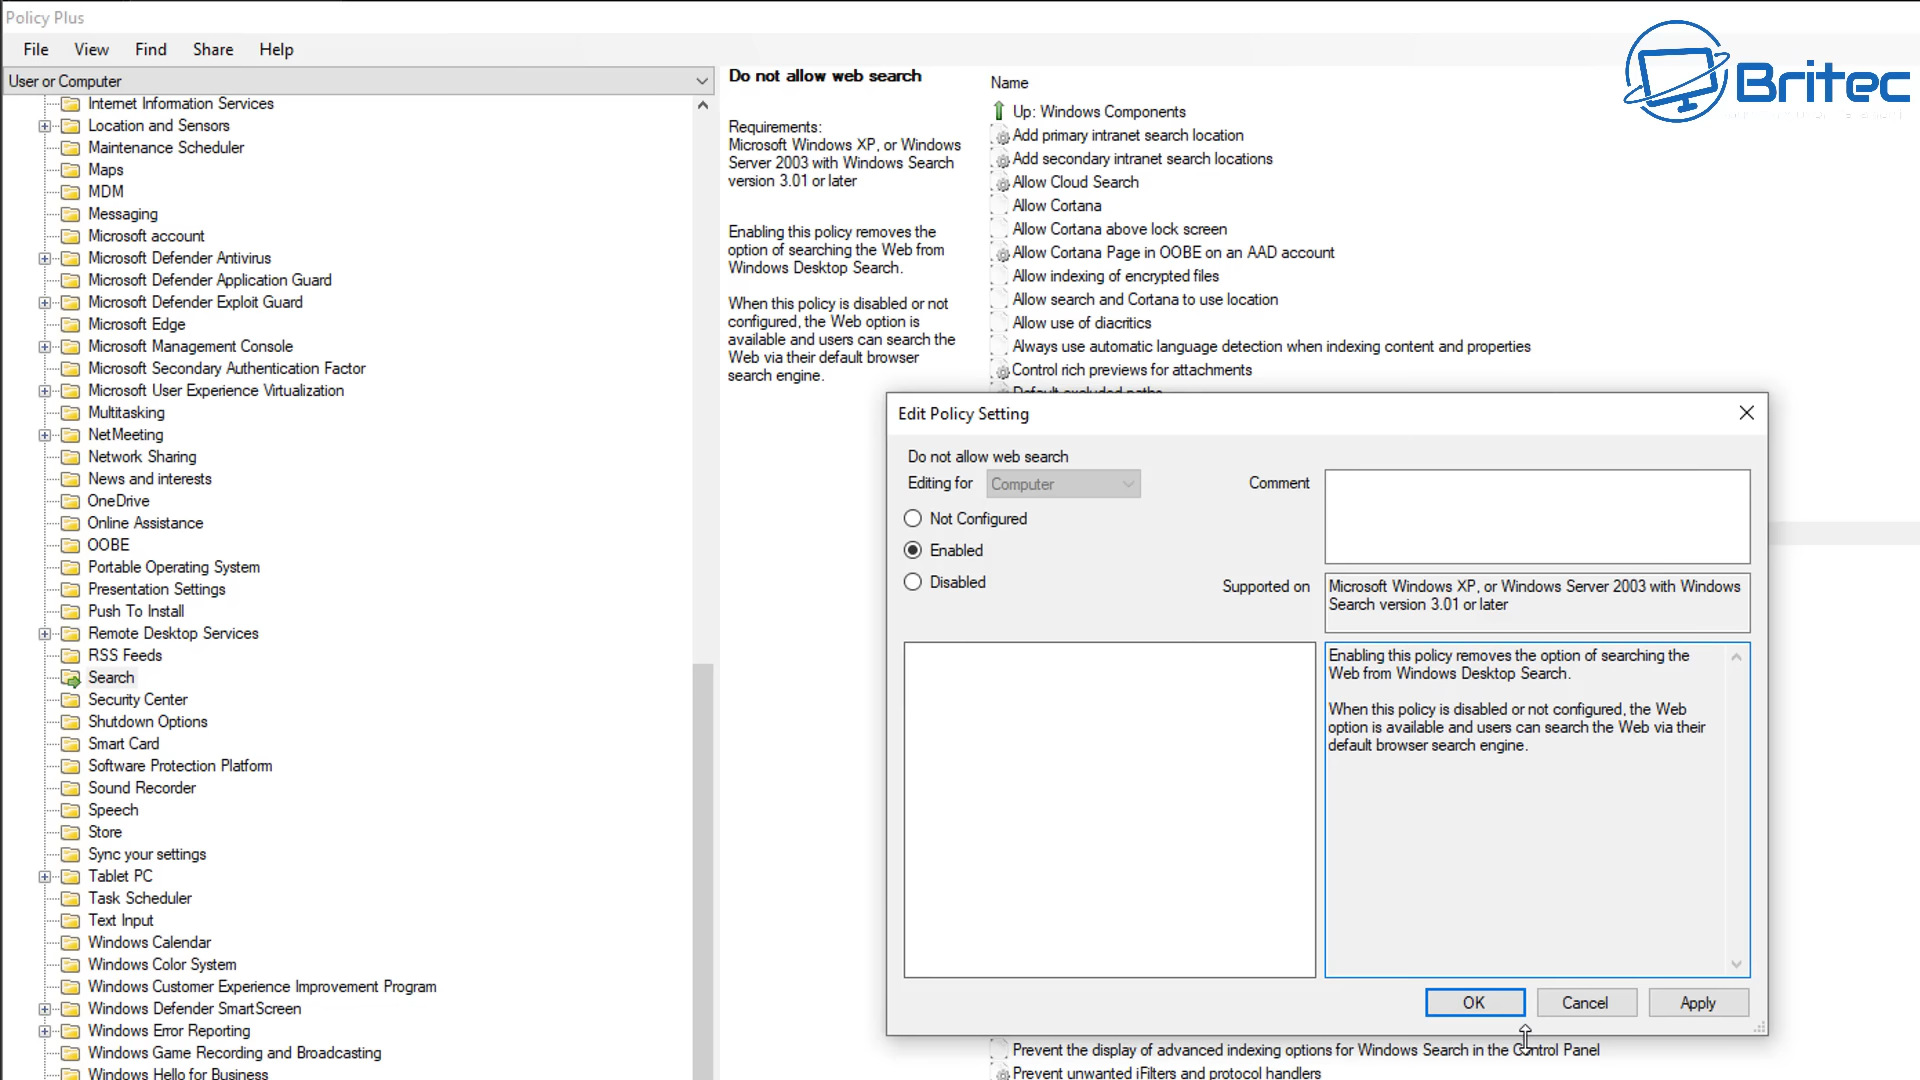 Policy Plus
File View Find Share Help
User or Computer
Internet Information Services
Location and Sensors
Maintenance Scheduler
Maps
MDM
Messaging
Microsoft account
Microsoft Defender Antivirus
Microsoft Defender Application Guard
Microsoft Defender Exploit Guard
Microsoft Edge
Microsoft Management Console
Microsoft Secondary Authentication Factor
Microsoft User Experience Virtualization
Multitasking
NetMeeting
Network Sharing
News and interests
OneDrive
Online Assistance
OOBE
Portable Operating System
Presentation Settings
Push To Install
Remote Desktop Services
RSS Feeds
Search
Security Center
Shutdown Options
Smart Card
Software Protection Platform
Sound Recorder
Speech
Store
Sync your settings
Tablet PC
Task Scheduler
Text Input
Windows Calendar
Windows Color System
Windows Customer Experience Improvement Program
Windows Defender SmartScreen
Windows Error Reporting
Windows Game Recording and Broadcasting
Windows Hello for Business
Do not allow web search
Requirements:
Microsoft Windows XP, or Windows
Server 2003 with Windows Search
version 3.01 or later
Enabling this policy removes the
option of searching the Web from
Windows Desktop Search.
When this policy is disabled or not
configured, the Web option is
available and users can search the
Web via their default browser
search engine.
Name
Up: Windows Components
Add primary intranet search location
Add secondary intranet search locations
Allow Cloud Search
Allow Cortana
Allow Cortana above lock screen
Allow Cortana Page in OOBE on an AAD account
Allow indexing of encrypted files
Allow search and Cortana to use location
Allow use of diacritics
Always use automatic language detection when indexing content and properties
Control rich previews for attachments
Default excluded paths
Britec
Edit Policy Setting
Do not allow web search
Editing for Computer
Not Configured
Enabled
Disabled
Comment
Supported on
Microsoft Windows XP, or Windows Server 2003 with Windows
Search version 3.01 or later
Enabling this policy removes the option of searching the
Web from Windows Desktop Search.
When this policy is disabled or not configured, the Web
option is available and users can search the Web via their
default browser search engine.
OK Cancel Apply
Prevent the display of advanced indexing options for Windows Search in the Control Panel
Prevent unwanted iFilters and protocol handlers